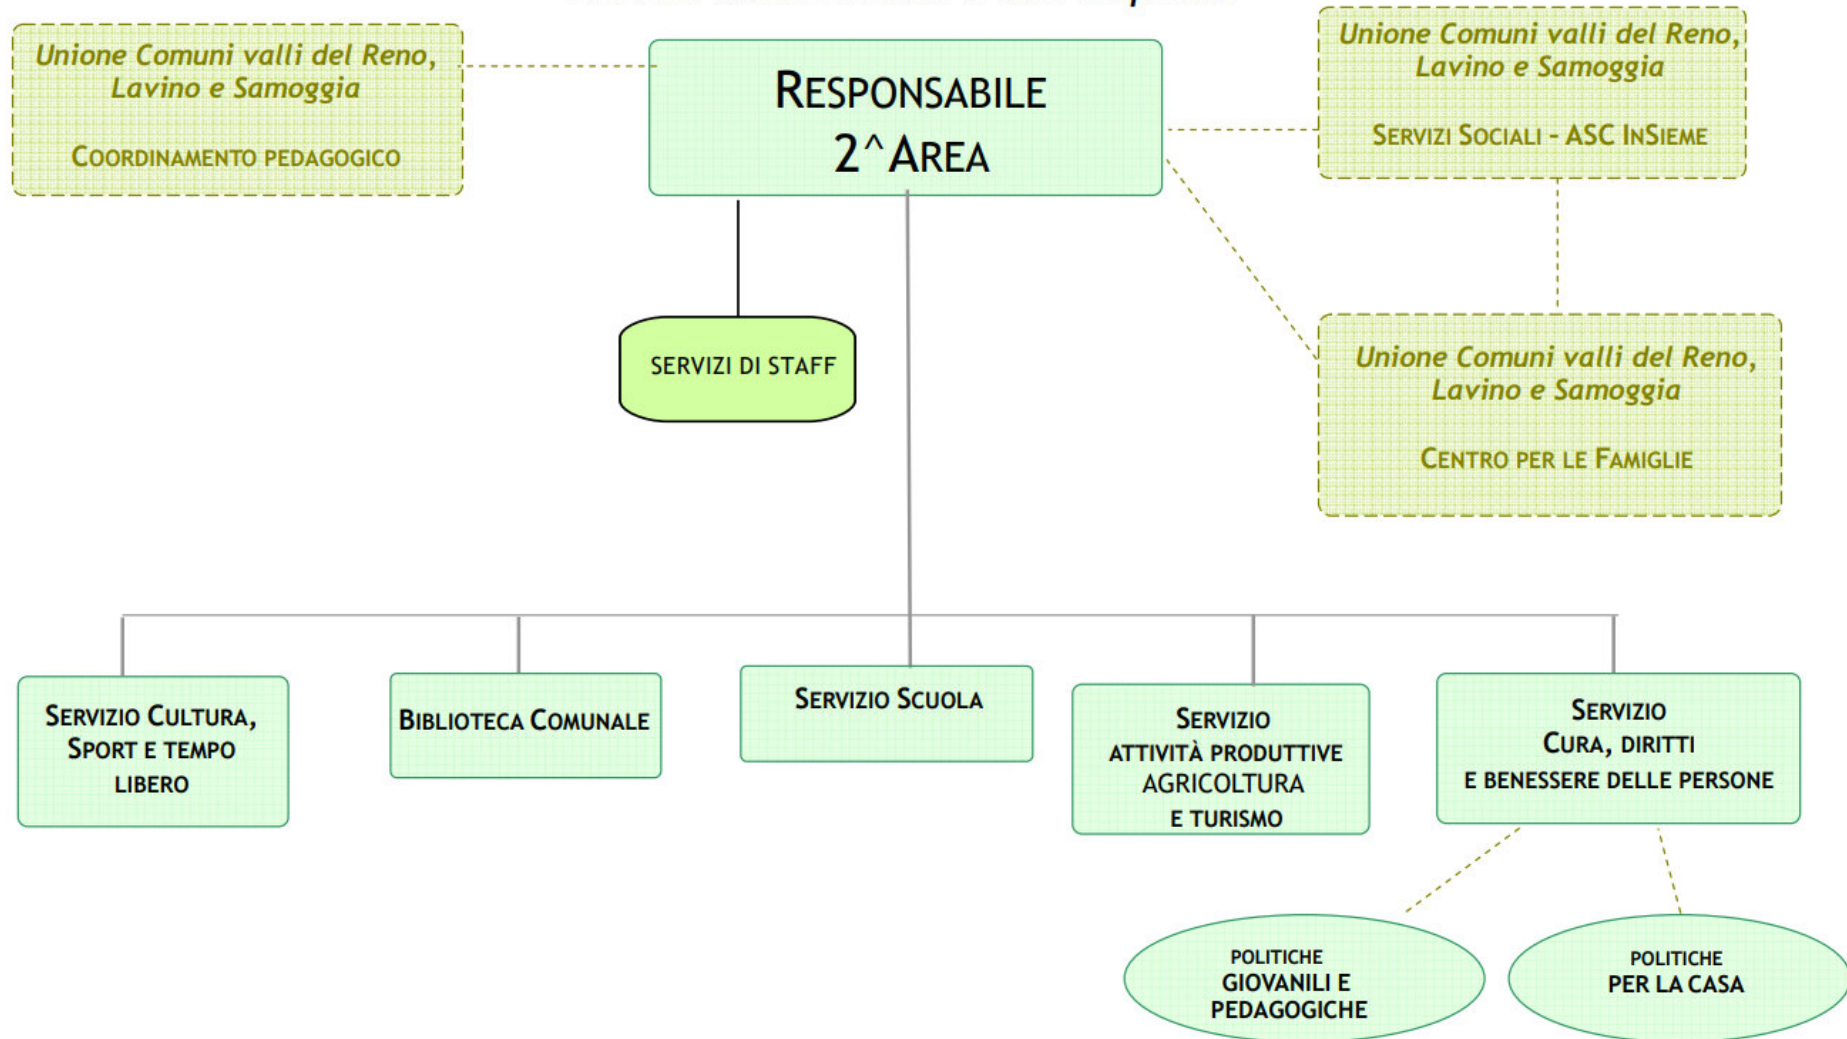 Unione Comuni valli del Reno,
Lavino e Samoggia
COORDINAMENTO PEDAGOGICO
RESPONSABILE
2^AREA
Unione Comuni valli del Reno,
Lavino e Samoggia
SERVIZI SOCIALI - ASC INSIEME
SERVIZI DI STAFF
Unione Comuni valli del Reno,
Lavino e Samoggia
CENTRO PER LE FAMIGLIE
SERVIZIO CULTURA,
SPORT E TEMPO
LIBERO
BIBLIOTECA COMUNALE
SERVIZIO SCUOLA
SERVIZIO
ATTIVITÀ PRODUTTIVE
AGRICOLTURA
E TURISMO
SERVIZIO
CURA, DIRITTI
E BENESSERE DELLE PERSONE
POLITICHE
GIOVANILI E
PEDAGOGICHE
POLITICHE
PER LA CASA